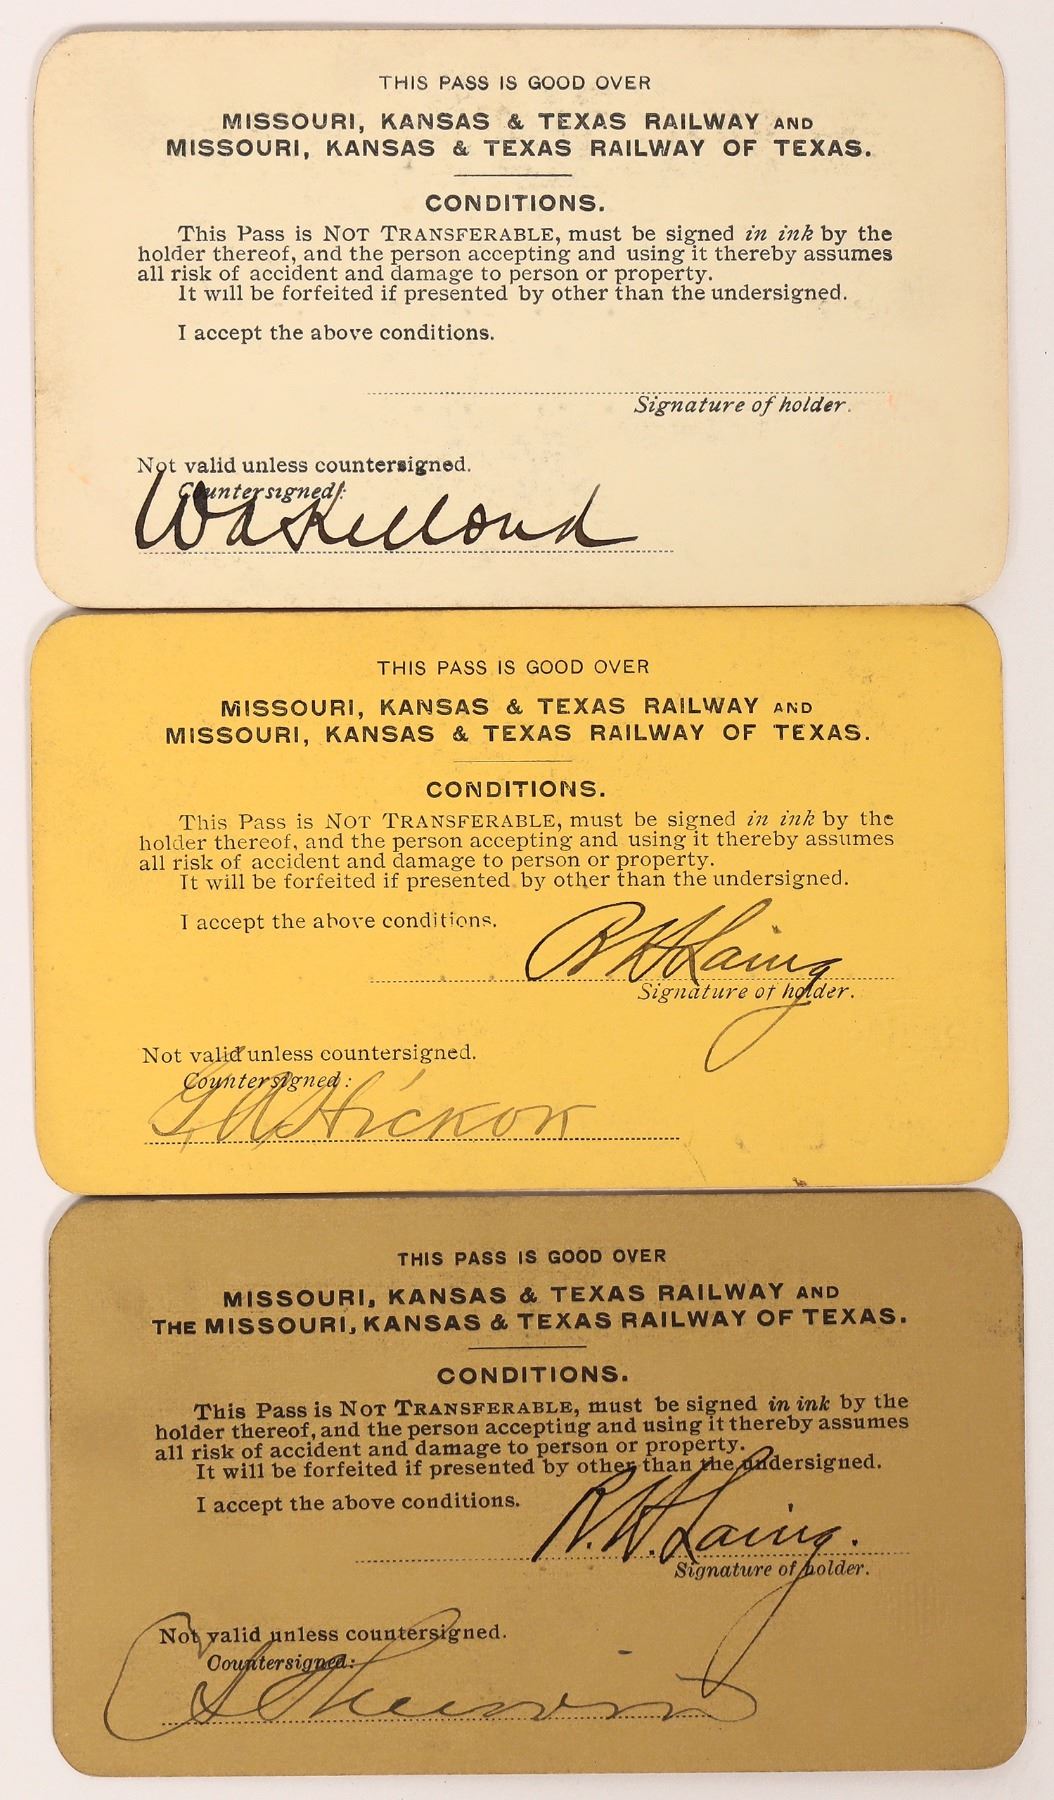 THIS PASS IS GOOD OVER
MISSOURI, KANSAS & TEXAS RAILWAY AND
MISSOURI, KANSAS & TEXAS RAILWAY OF TEXAS.
CONDITIONS.
This Pass is NOT TRANSFERABLE, must be signed in ink by the
holder thereof, and the person accepting and using it thereby assumes
all risk of accident and damage to person or property.
It will be forfeited if presented by other than the undersigned.
I accept the above conditions.
Signature of holder.
Not valid unless countersigned.
Countersigned:
THIS PASS IS GOOD OVER
MISSOURI, KANSAS & TEXAS RAILWAY AND
MISSOURI, KANSAS & TEXAS RAILWAY OF TEXAS.
CONDITIONS.
This Pass is NOT TRANSFERABLE, must be signed in ink by the
holder thereof, and the person accepting and using it thereby assumes
all risk of accident and damage to person or property.
It will be forfeited if presented by other than the undersigned.
I accept the above conditions.
R H Laing
Signature of holder.
Not valid unless countersigned.
Countersigned:
Hickok
THIS PASS IS GOOD OVER
MISSOURI, KANSAS & TEXAS RAILWAY AND
THE MISSOURI, KANSAS & TEXAS RAILWAY OF TEXAS.
CONDITIONS.
This Pass is NOT TRANSFERABLE, must be signed in ink by the
holder thereof, and the person accepting and using it thereby assumes
all risk of accident and damage to person or property.
It will be forfeited if presented by other than the undersigned.
I accept the above conditions.
R. H. Laing.
Signature of holder.
Not valid unless countersigned.
Countersigned: